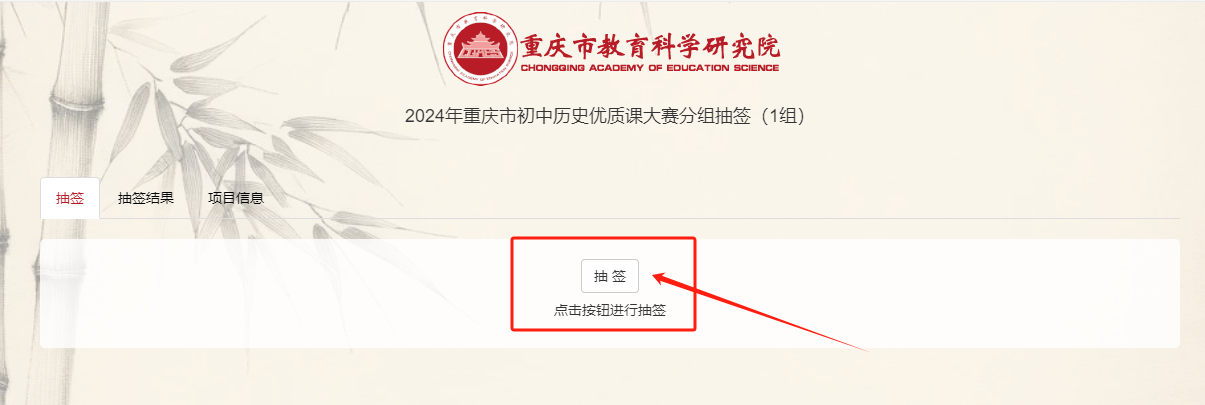 重庆市教育科学研究院
CHONGQING ACADEMY OF EDUCATION SCIENCE
2024年重庆市初中历史优质课大赛分组抽签（1组）
抽签 抽签结果 项目信息
抽 签
点击按钮进行抽签